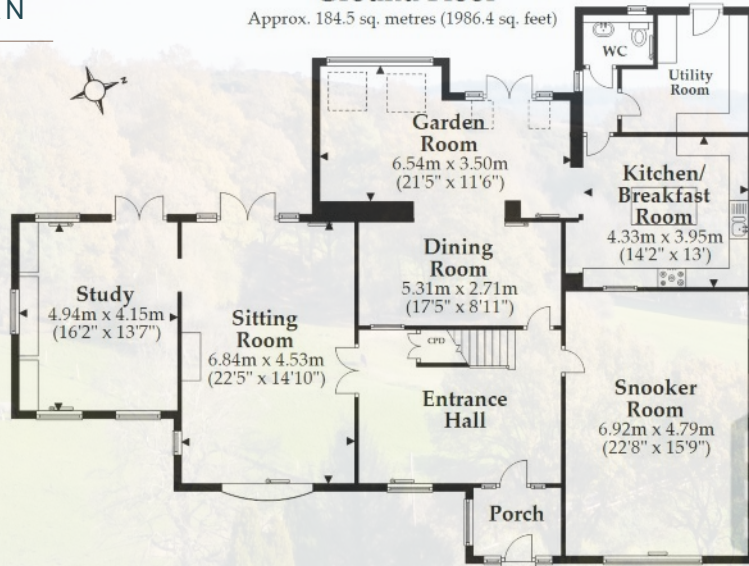 N
Approx. 184.5 sq. metres (1986.4 sq. feet)
WC
Utility
Room
Garden
Room
6.54m x 3.50m
(21'5" x 11'6")
Kitchen/
Breakfast
Room
4.33m x 3.95m
(14'2" x 13')
Dining
Room
5.31m x 2.71m
(17'5" x 8'11")
Study
4.94m x 4.15m
(16'2" x 13'7")
Sitting
Room
6.84m x 4.53m
(22'5" x 14'10")
CPD
Entrance
Hall
Snooker
Room
6.92m x 4.79m
(22'8" x 15'9")
Porch
N